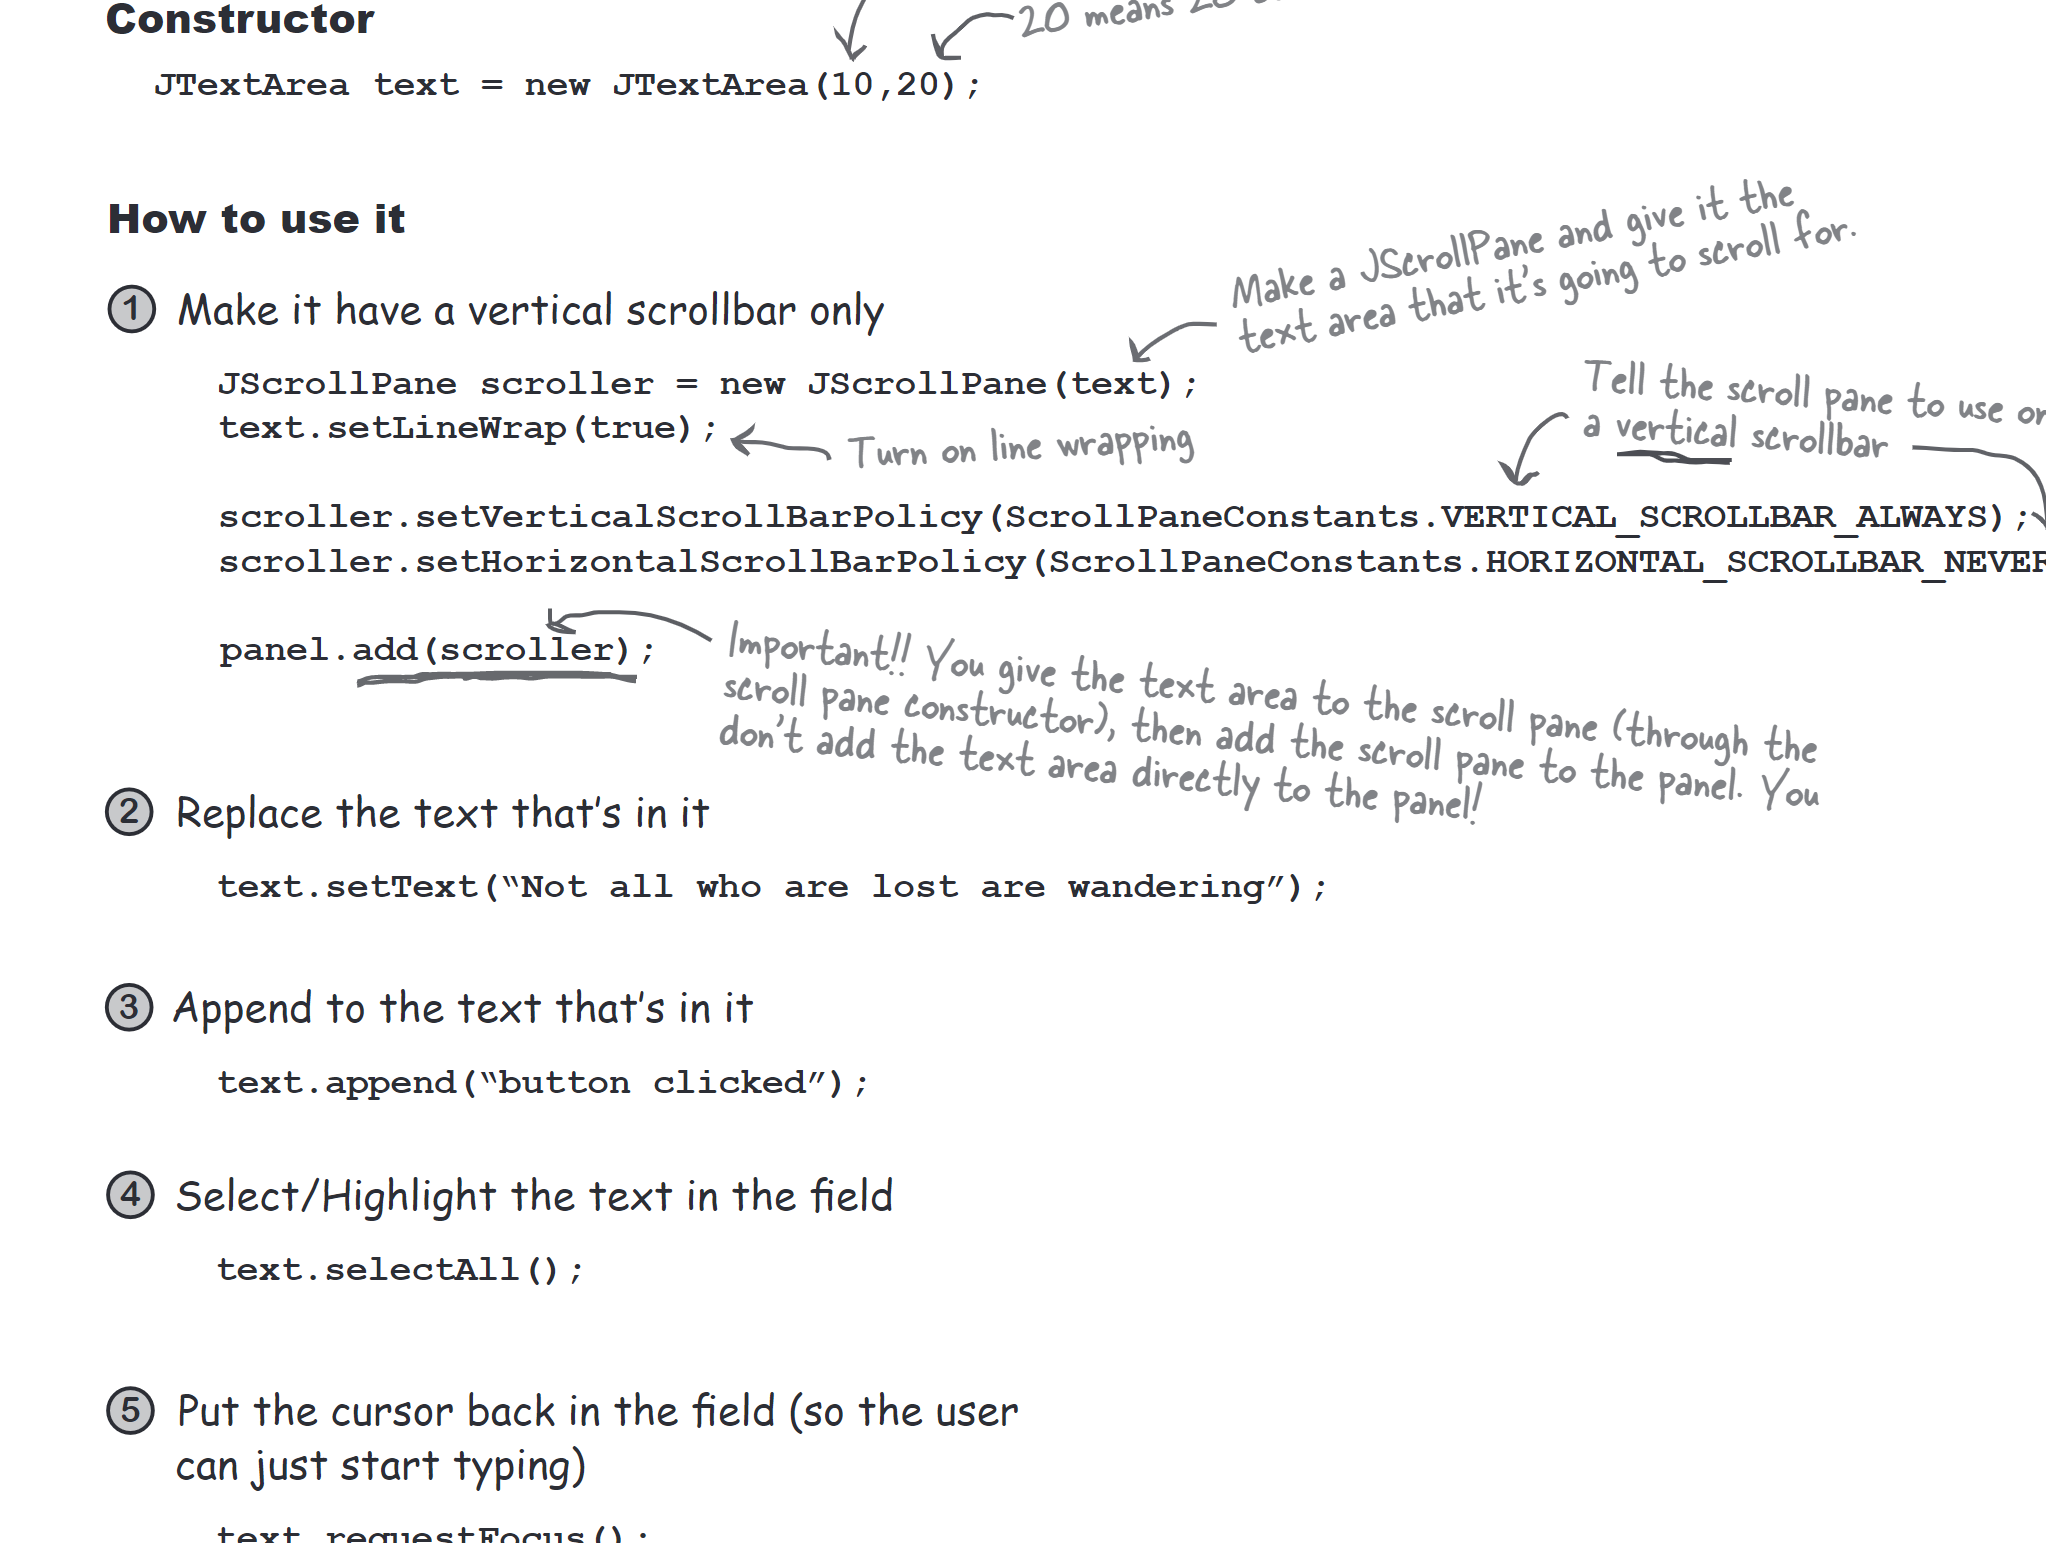 Constructor
20 means 20
JTextArea text = new JTextArea(10,20);
How to use it
Make a JScrollPane and give it the
text area that it's going to scroll for.
1 Make it have a vertical scrollbar only
JScrollPane scroller = new JScrollPane(text);
text.setLineWrap(true);
Turn on line wrapping
Tell the scroll pane to use
a vertical scrollbar
scroller.setVerticalScrollBarPolicy(ScrollPaneConstants.VERTICAL_SCROLLBAR_ALWAYS);
scroller.setHorizontalScrollBarPolicy(ScrollPaneConstants.HORIZONTAL_SCROLLBAR_NEVER
panel.add(scroller);
Important!! You give the text area to the scroll pane (through the
scroll pane constructor), then add the scroll pane to the panel. You
don't add the text area directly to the panel!
2 Replace the text that's in it
text.setText(“Not all who are lost are wandering”);
3 Append to the text that's in it
text.append(“button clicked”);
4 Select/Highlight the text in the field
text.selectAll();
5 Put the cursor back in the field (so the user
can just start typing)
text.requestFocus();